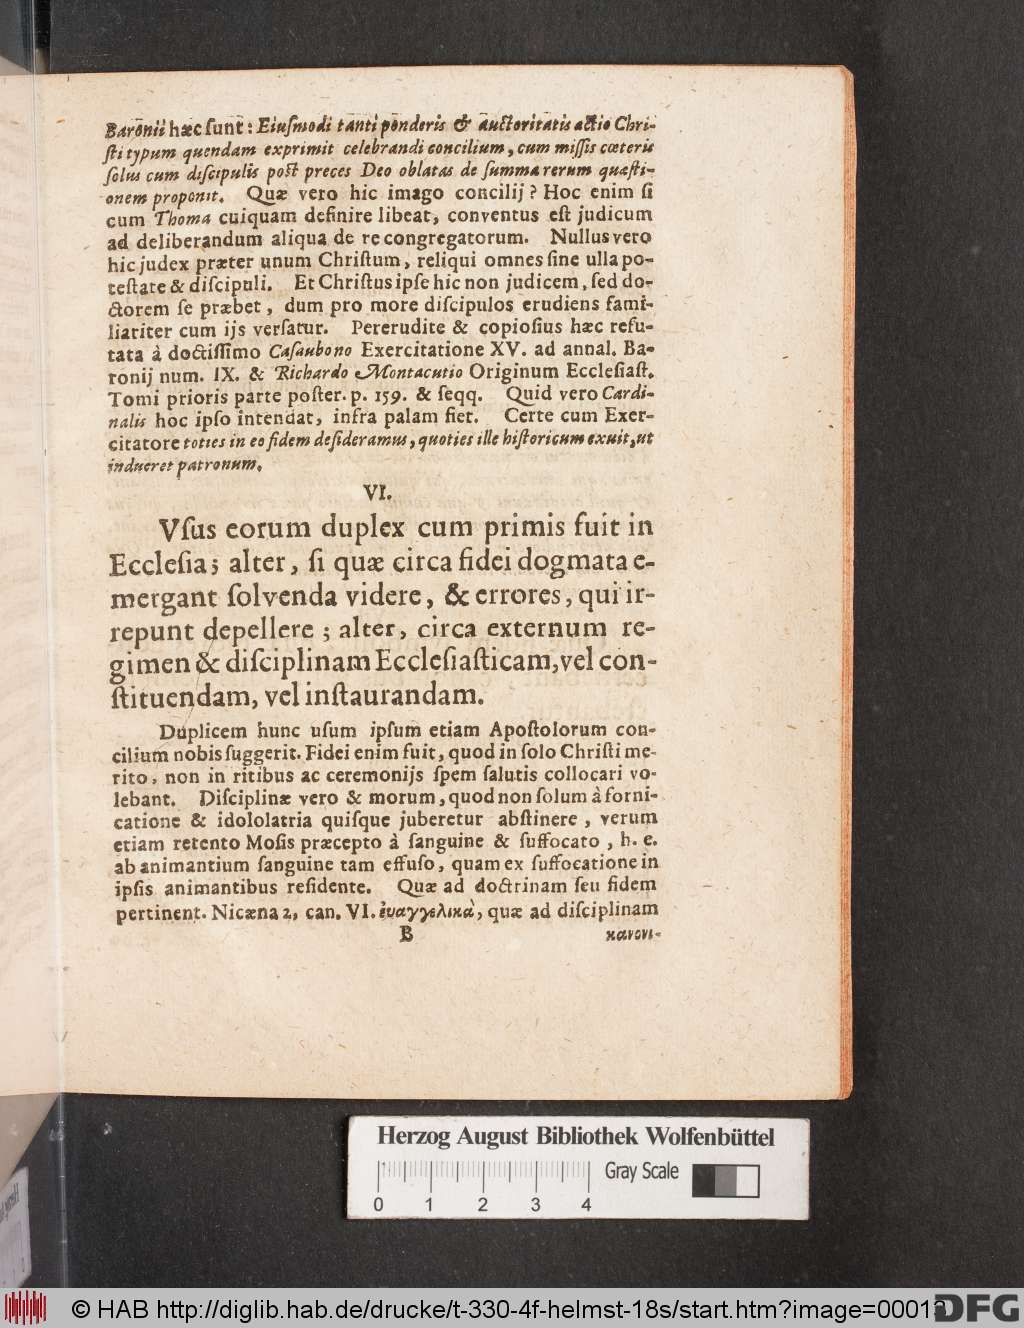 Baronii hæc ſunt: Eiuſmodi tanti ponderis & auctoritatis actio Chri-
ſti typum quendam exprimit celebrandi concilium, cum miſſis cœteris
ſolus cum diſcipulis poſt preces Deo oblatas de ſumma rerum quæſti-
onem proponit. Quæ vero hic imago concilij? Hoc enim ſi
cum Thoma cuiquam definire libeat, conventus eſt judicum
ad deliberandum aliqua de re congregatorum. Nullus vero
hic judex præter unum Chriſtum, reliqui omnes ſine ulla po-
teſtate & diſcipuli. Et Chriſtus ipſe hic non judicem, ſed do-
ctorem ſe præbet, dum pro more diſcipulos erudiens fami-
liariter cum ijs verſatur. Pererudite & copioſius hæc refu-
tata à doctiſſimo Caſaubono Exercitatione XV. ad annal. Ba-
ronij num. IX. & Richardo Montacutio Originum Eccleſiaſt.
Tomi prioris parte poſter. p. 159. & ſeqq. Quid vero Cardi-
nalis hoc ipſo intendat, infra palam fiet. Certe cum Exer-
citatore toties in eo fidem deſideramus, quoties ille hiſtoricum exuit, ut
indueret patronum.
VI.
Vſus eorum duplex cum primis fuit in
Eccleſia; alter, ſi quæ circa fidei dogmata e-
mergant ſolvenda videre, & errores, qui ir-
repunt depellere; alter, circa externum re-
gimen & diſciplinam Eccleſiaſticam, vel con-
ſtituendam, vel inſtaurandam.
Duplicem hunc uſum ipſum etiam Apoſtolorum con-
cilium nobis ſuggerit. Fidei enim fuit, quod in ſolo Chriſti me-
rito, non in ritibus ac ceremonijs ſpem ſalutis collocari vo-
lebant. Diſciplinæ vero & morum, quod non ſolum à forni-
catione & idololatria quiſque juberetur abſtinere, verum
etiam retento Moſis præcepto à ſanguine & ſuffocato, h. e.
ab animantium ſanguine tam effuſo, quam ex ſuffocatione in
ipſis animantibus reſidente. Quæ ad doctrinam ſeu fidem
pertinent. Nicæna 2, can. VI. ἐυαγγελικὰ, quæ ad diſciplinam
B κανονι-
Herzog August Bibliothek Wolfenbüttel
Gray Scale
0 1 2 3 4
© HAB http://diglib.hab.de/drucke/t-330-4f-helmst-18s/start.htm?image=00013
DFG